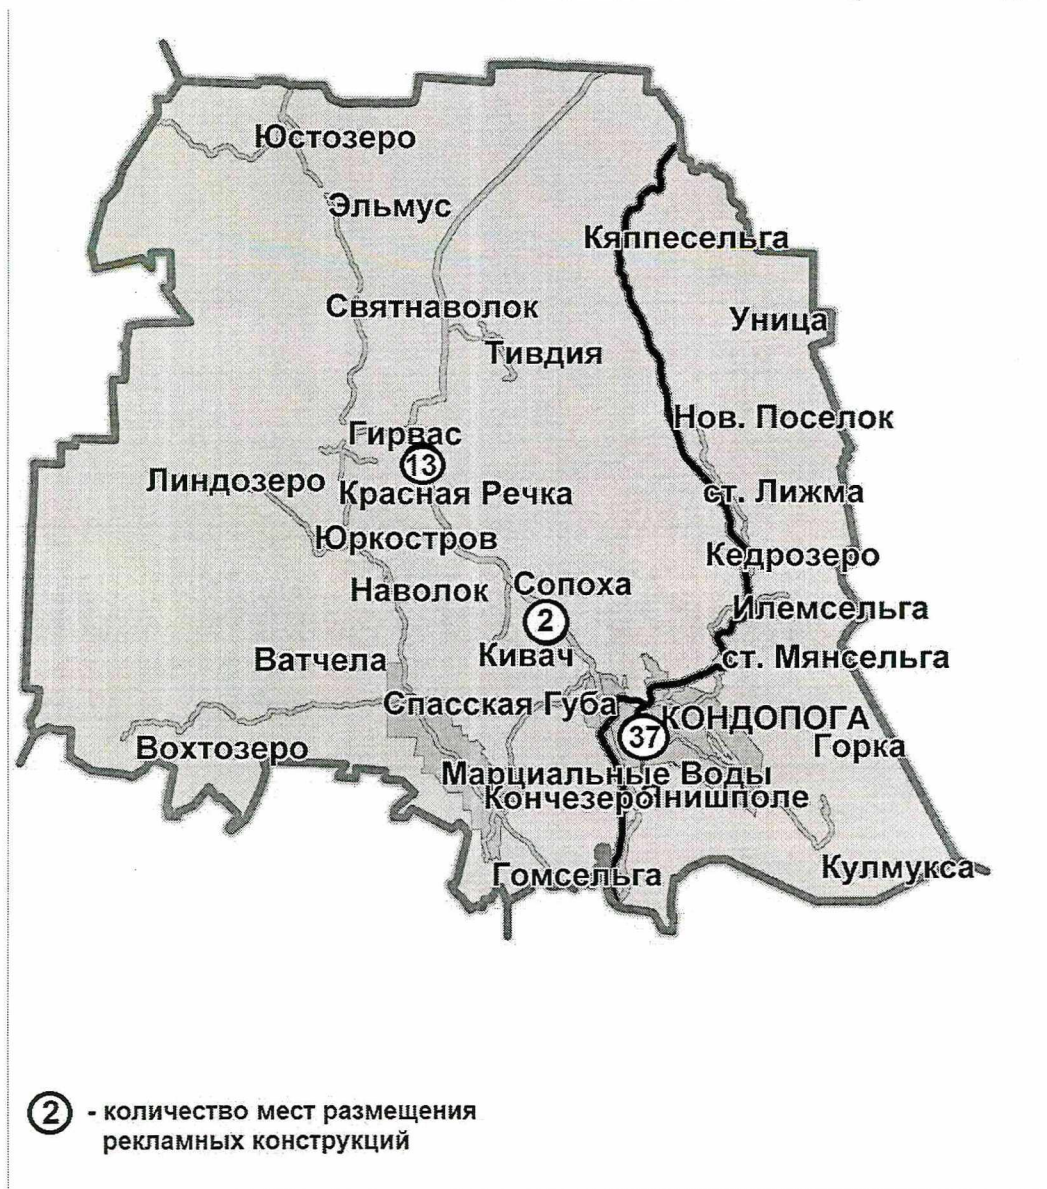 Юстозеро
Эльмус
Кяппесельга
Святнаволок
Уница
Тивдия
Нов. Поселок
Гирвас
13
Линдозеро
Красная Речка
ст. Лижма
Юркостров
Кедрозеро
Наволок
Сопоха
Илемсельга
2
Ватчела
Кивач
ст. Мянсельга
Спасская Губа
КОНДОПОГА
37
Горка
Вохтозеро
Марциальные Воды
Кончезеро
Гомсельга
Кулмукса
2 - количество мест размещения
рекламных конструкций